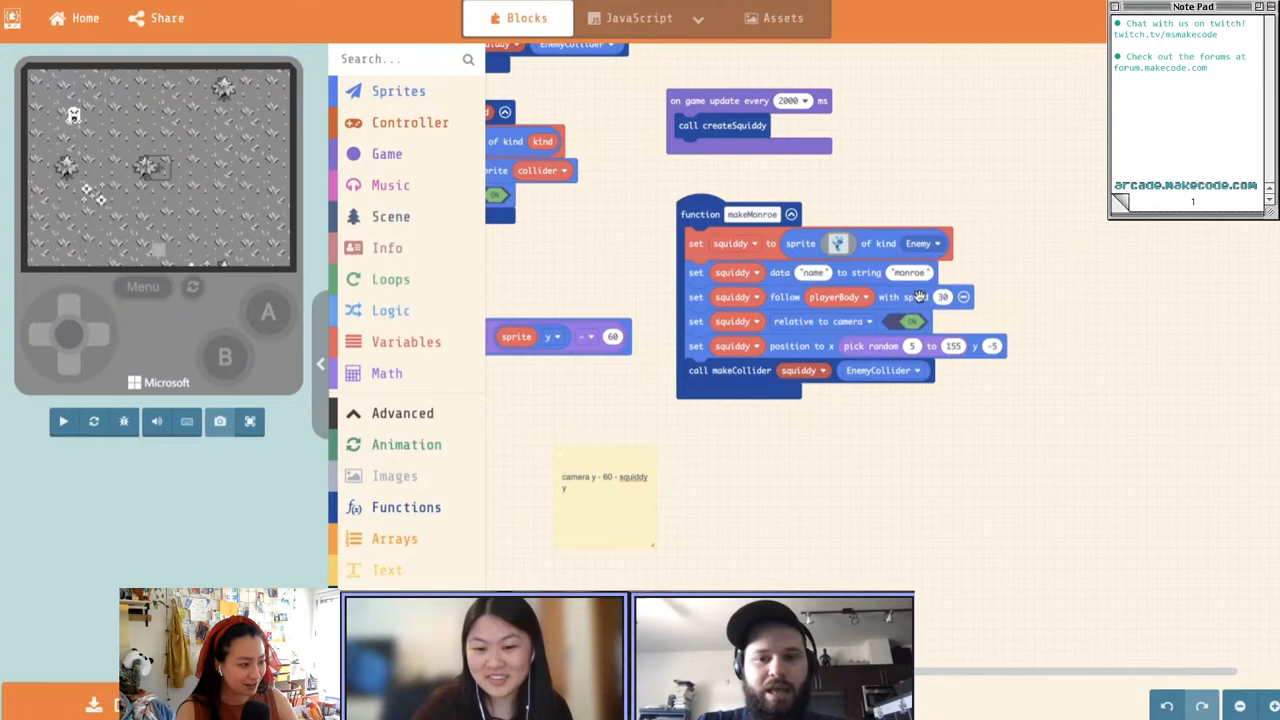 Home
Share
Blocks
JavaScript
Assets
Note Pad
Chat with us on twitch!
twitch.tv/msmakecode
Check out the forums at
forum.makecode.com
arcade.makecode.com
1
Menu
A
B
Microsoft
Search...
Sprites
Controller
Game
Music
Scene
Info
Loops
Logic
Variables
Math
Advanced
Animation
Images
Functions
Arrays
Text
EnemyCollider
of kind kind
collider
ON
sprite y - 60
on game update every 2000 ms
call createSquiddy
function makeMonroe
set squiddy to sprite of kind Enemy
set squiddy data "name" to string "monroe"
set squiddy follow playerBody with 30
set squiddy relative to camera ON
set squiddy position to x pick random 5 to 155 y -5
call makeCollider squiddy EnemyCollider
camera y - 60 - squiddy
y